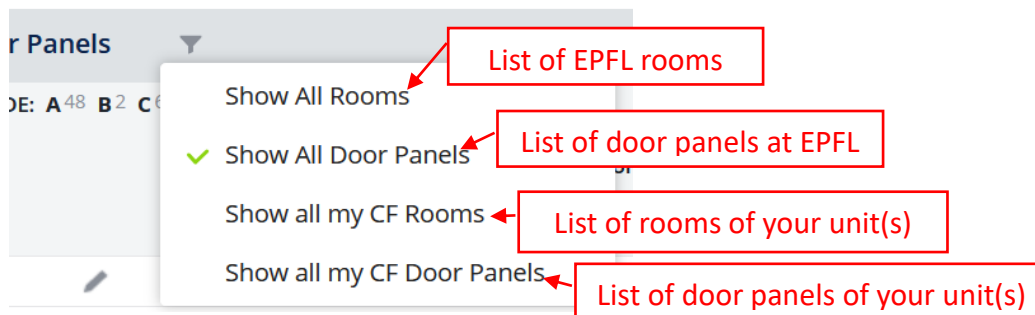 r Panels
List of EPFL rooms
Show All Rooms
DE: A48 B2 C6
List of door panels at EPFL
Show All Door Panels
Show all my CF Rooms
List of rooms of your unit(s)
Show all my CF Door Panels
List of door panels of your unit(s)